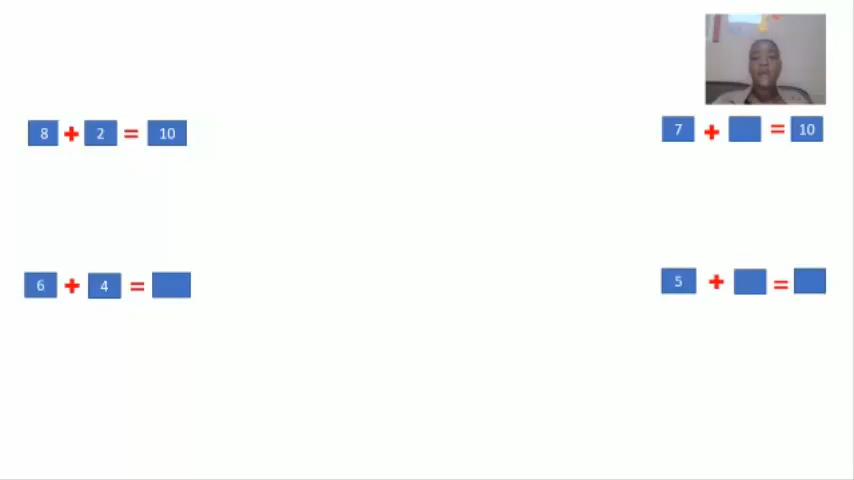 8 + 2 = 10
7 + = 10
6 + 4 =
5 + =